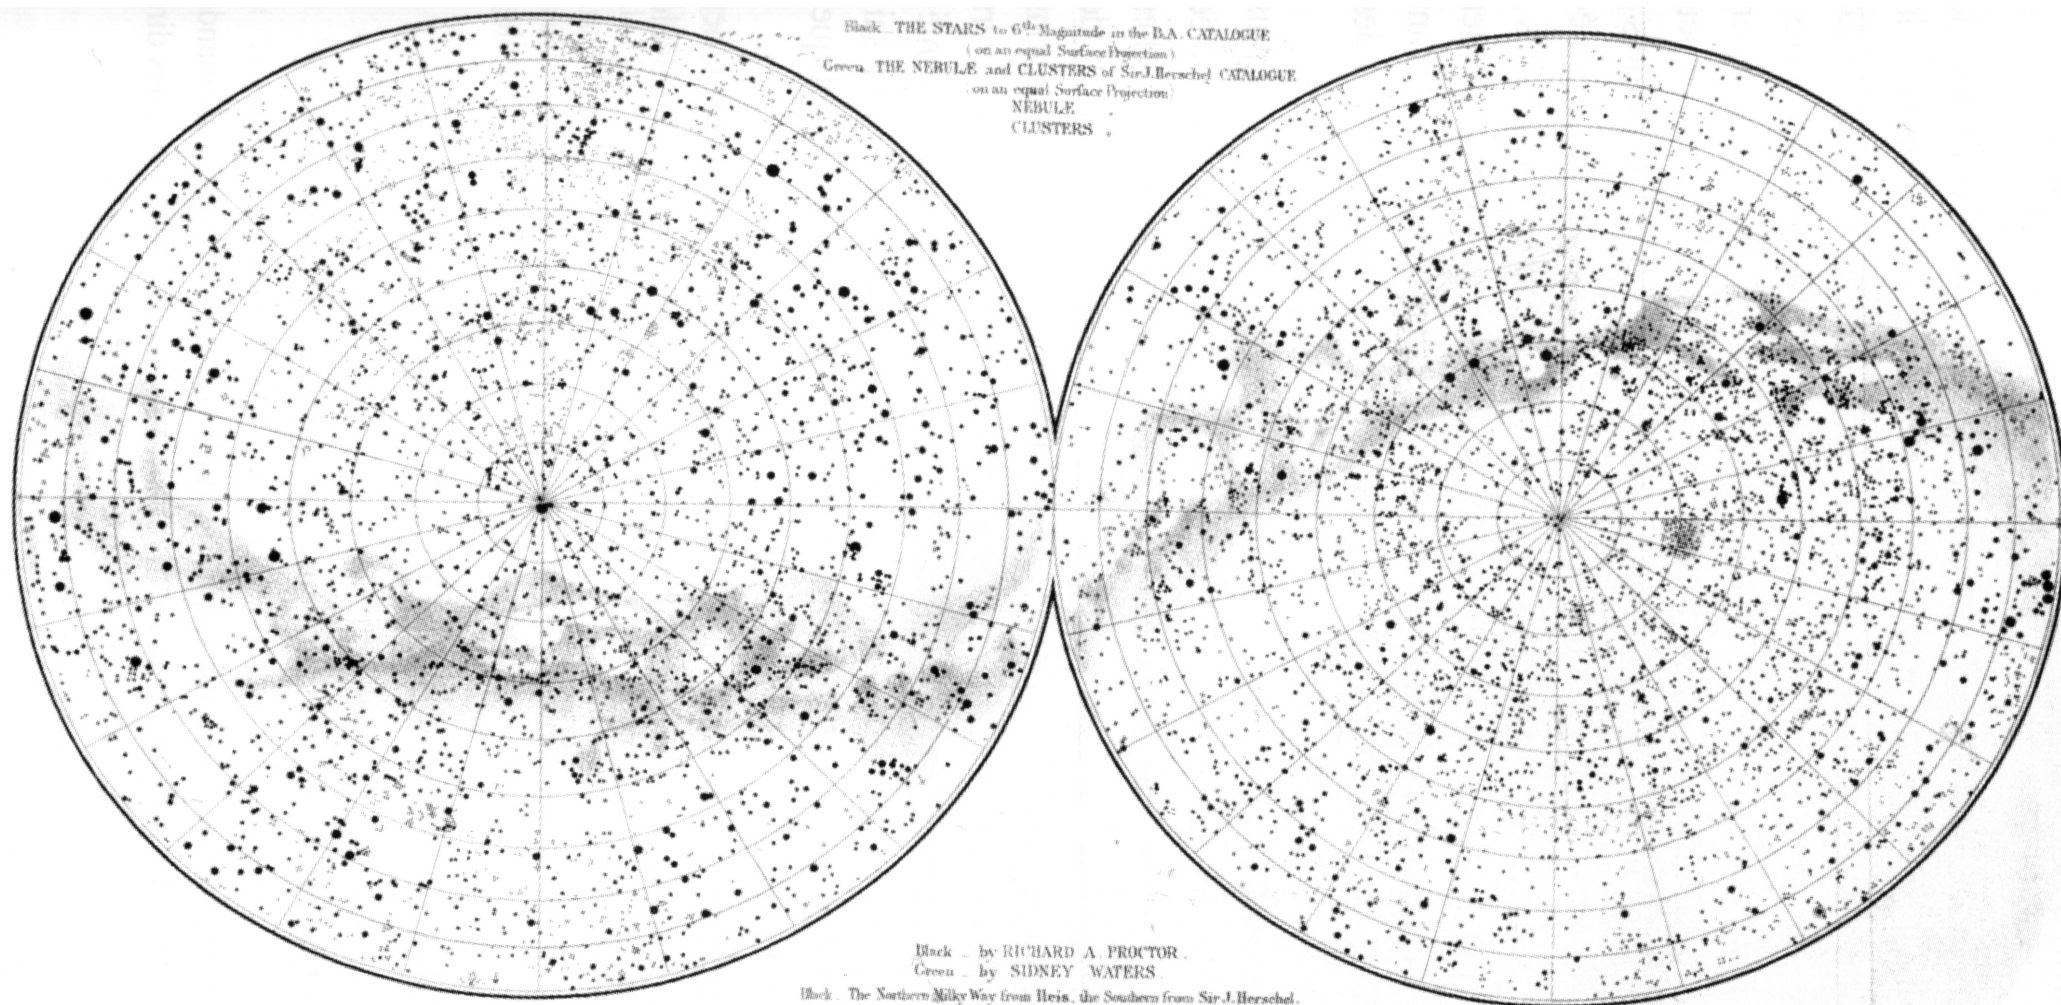 Black _ THE STARS to 6th Magnitude in the B.A. CATALOGUE
( on an equal Surface Projection )
Green _ THE NEBULÆ and CLUSTERS of Sir J. Herschel CATALOGUE
( on an equal Surface Projection )
NEBULÆ
CLUSTERS
Black _ by RICHARD A. PROCTOR.
Green _ by SIDNEY WATERS.
Black _ The Northern Milky Way from Heis, the Southern from Sir J. Herschel.